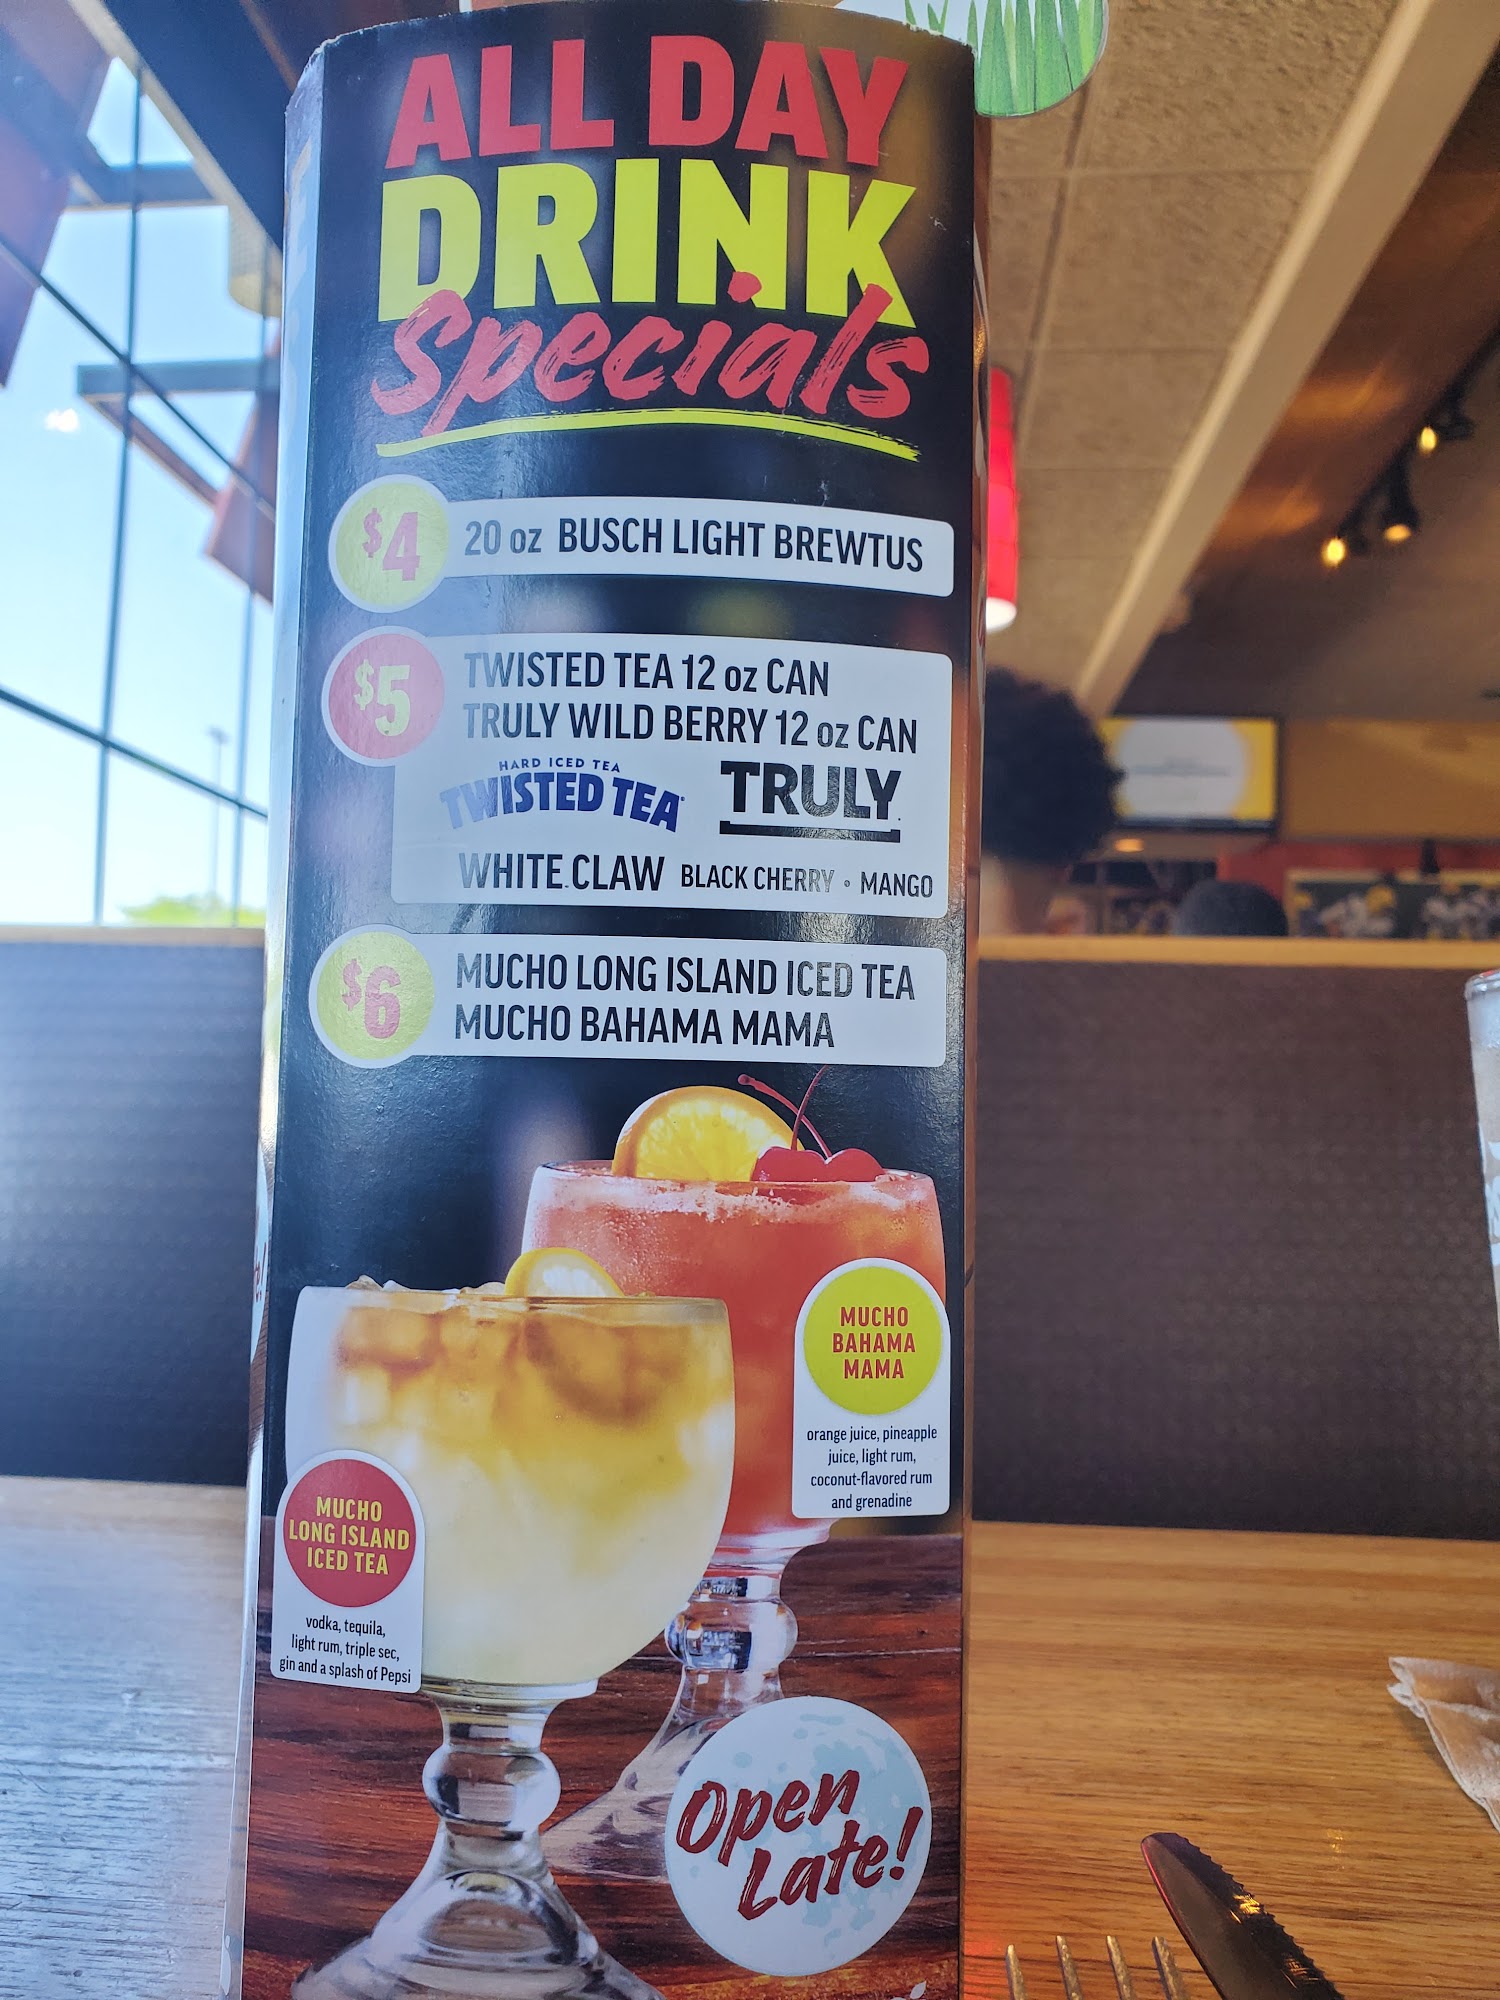 ALL DAY
DRINK
Specials
$4
20 oz BUSCH LIGHT BREWTUS
$5
TWISTED TEA 12 oz CAN
TRULY WILD BERRY 12 oz CAN
HARD ICED TEA
TWISTED TEA
TRULY
WHITE CLAW BLACK CHERRY • MANGO
$6
MUCHO LONG ISLAND ICED TEA
MUCHO BAHAMA MAMA
MUCHO
BAHAMA
MAMA
orange juice, pineapple
juice, light rum,
coconut-flavored rum
and grenadine
MUCHO
LONG ISLAND
ICED TEA
vodka, tequila,
light rum, triple sec,
gin and a splash of Pepsi
Open
Late!